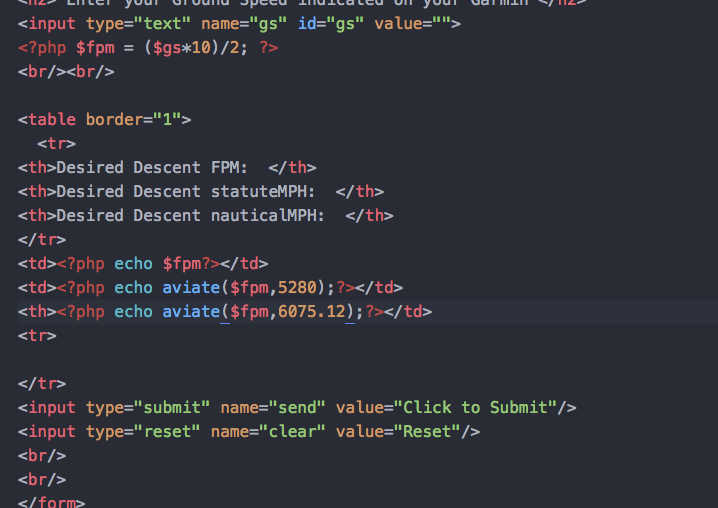 <h2> Enter your Ground Speed indicated on your Garmin </h2>
<input type="text" name="gs" id="gs" value="">
<?php $fpm = ($gs*10)/2; ?>
<br/><br/>
<table border="1">
<tr>
<th>Desired Descent FPM:  </th>
<th>Desired Descent statuteMPH:  </th>
<th>Desired Descent nauticalMPH:  </th>
</tr>
<td><?php echo $fpm?></td>
<td><?php echo aviate($fpm,5280);?></td>
<th><?php echo aviate($fpm,6075.12);?></td>
<tr>
</tr>
<input type="submit" name="send" value="Click to Submit"/>
<input type="reset" name="clear" value="Reset"/>
<br/>
<br/>
</form>